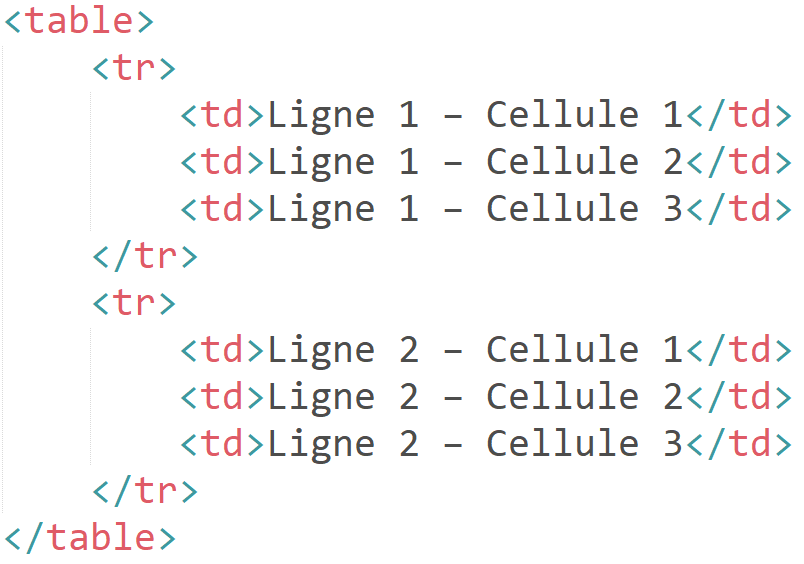 <table>
    <tr>
        <td>Ligne 1 – Cellule 1</td>
        <td>Ligne 1 – Cellule 2</td>
        <td>Ligne 1 – Cellule 3</td>
    </tr>
    <tr>
        <td>Ligne 2 – Cellule 1</td>
        <td>Ligne 2 – Cellule 2</td>
        <td>Ligne 2 – Cellule 3</td>
    </tr>
</table>